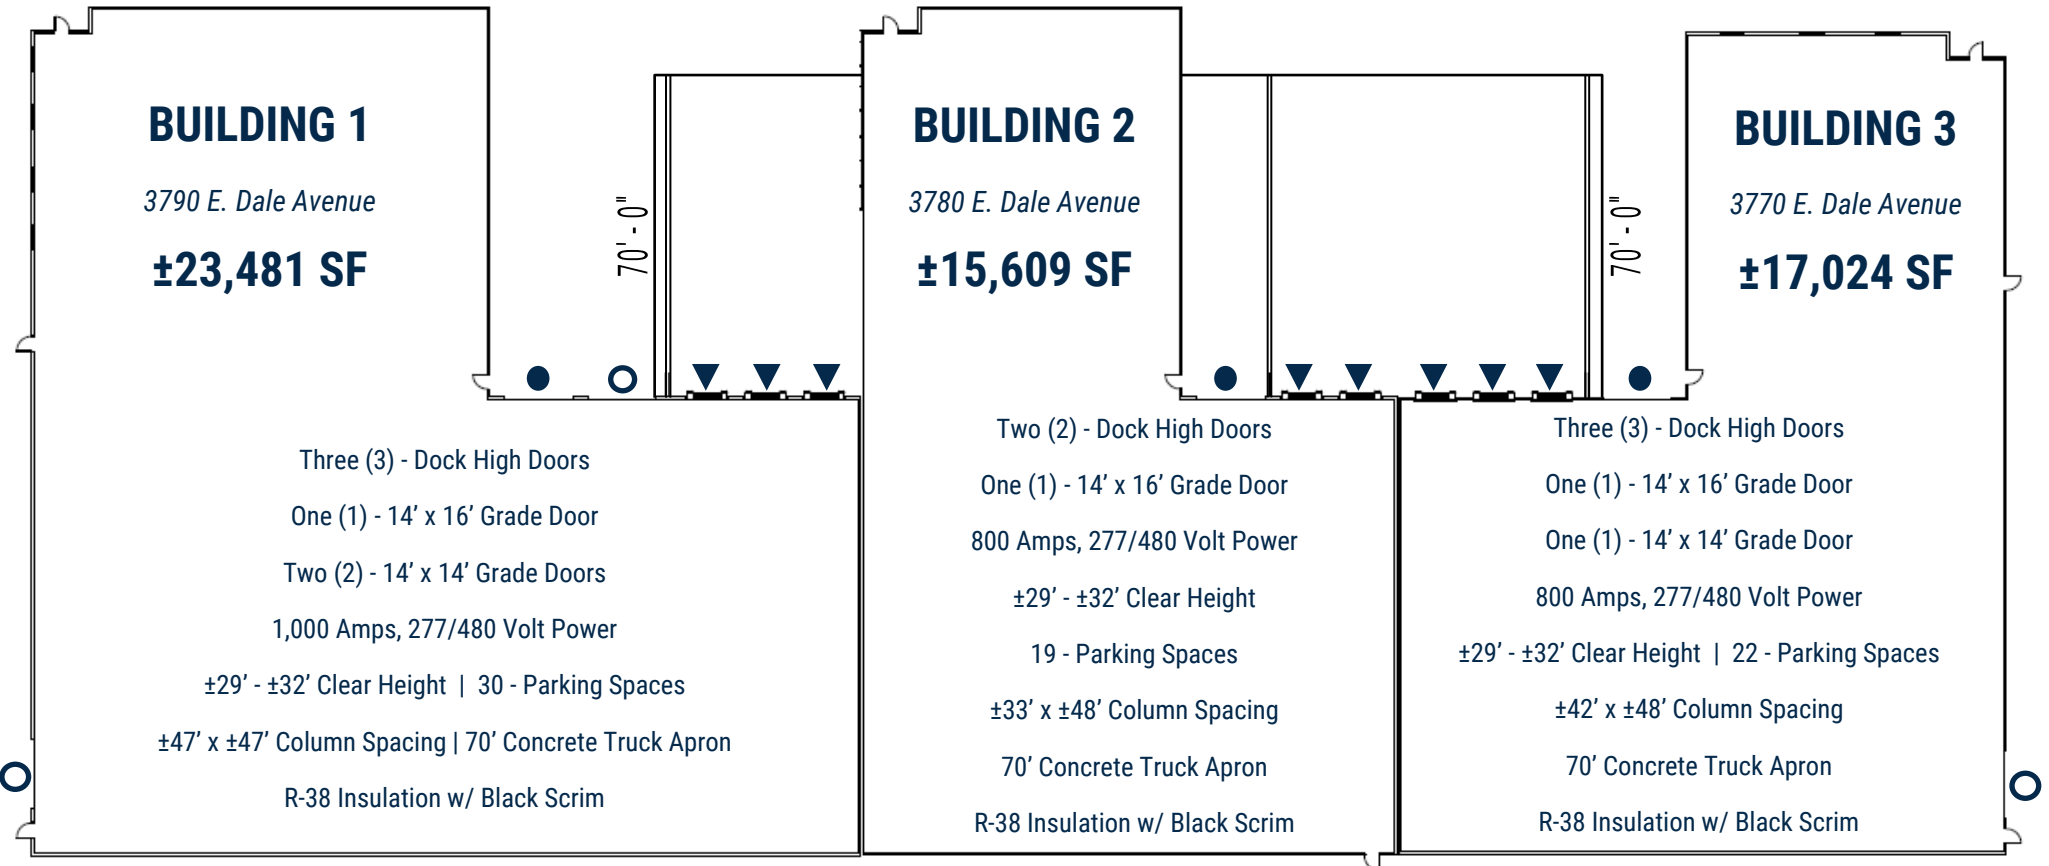 BUILDING 1
3790 E. Dale Avenue
±23,481 SF
70' - 0"
Three (3) - Dock High Doors
One (1) - 14’ x 16’ Grade Door
Two (2) - 14’ x 14’ Grade Doors
1,000 Amps, 277/480 Volt Power
±29’ - ±32’ Clear Height | 30 - Parking Spaces
±47’ x ±47’ Column Spacing | 70’ Concrete Truck Apron
R-38 Insulation w/ Black Scrim
BUILDING 2
3780 E. Dale Avenue
±15,609 SF
Two (2) - Dock High Doors
One (1) - 14’ x 16’ Grade Door
800 Amps, 277/480 Volt Power
±29’ - ±32’ Clear Height
19 - Parking Spaces
±33’ x ±48’ Column Spacing
70’ Concrete Truck Apron
R-38 Insulation w/ Black Scrim
70' - 0"
BUILDING 3
3770 E. Dale Avenue
±17,024 SF
Three (3) - Dock High Doors
One (1) - 14’ x 16’ Grade Door
One (1) - 14’ x 14’ Grade Door
800 Amps, 277/480 Volt Power
±29’ - ±32’ Clear Height | 22 - Parking Spaces
±42’ x ±48’ Column Spacing
70’ Concrete Truck Apron
R-38 Insulation w/ Black Scrim